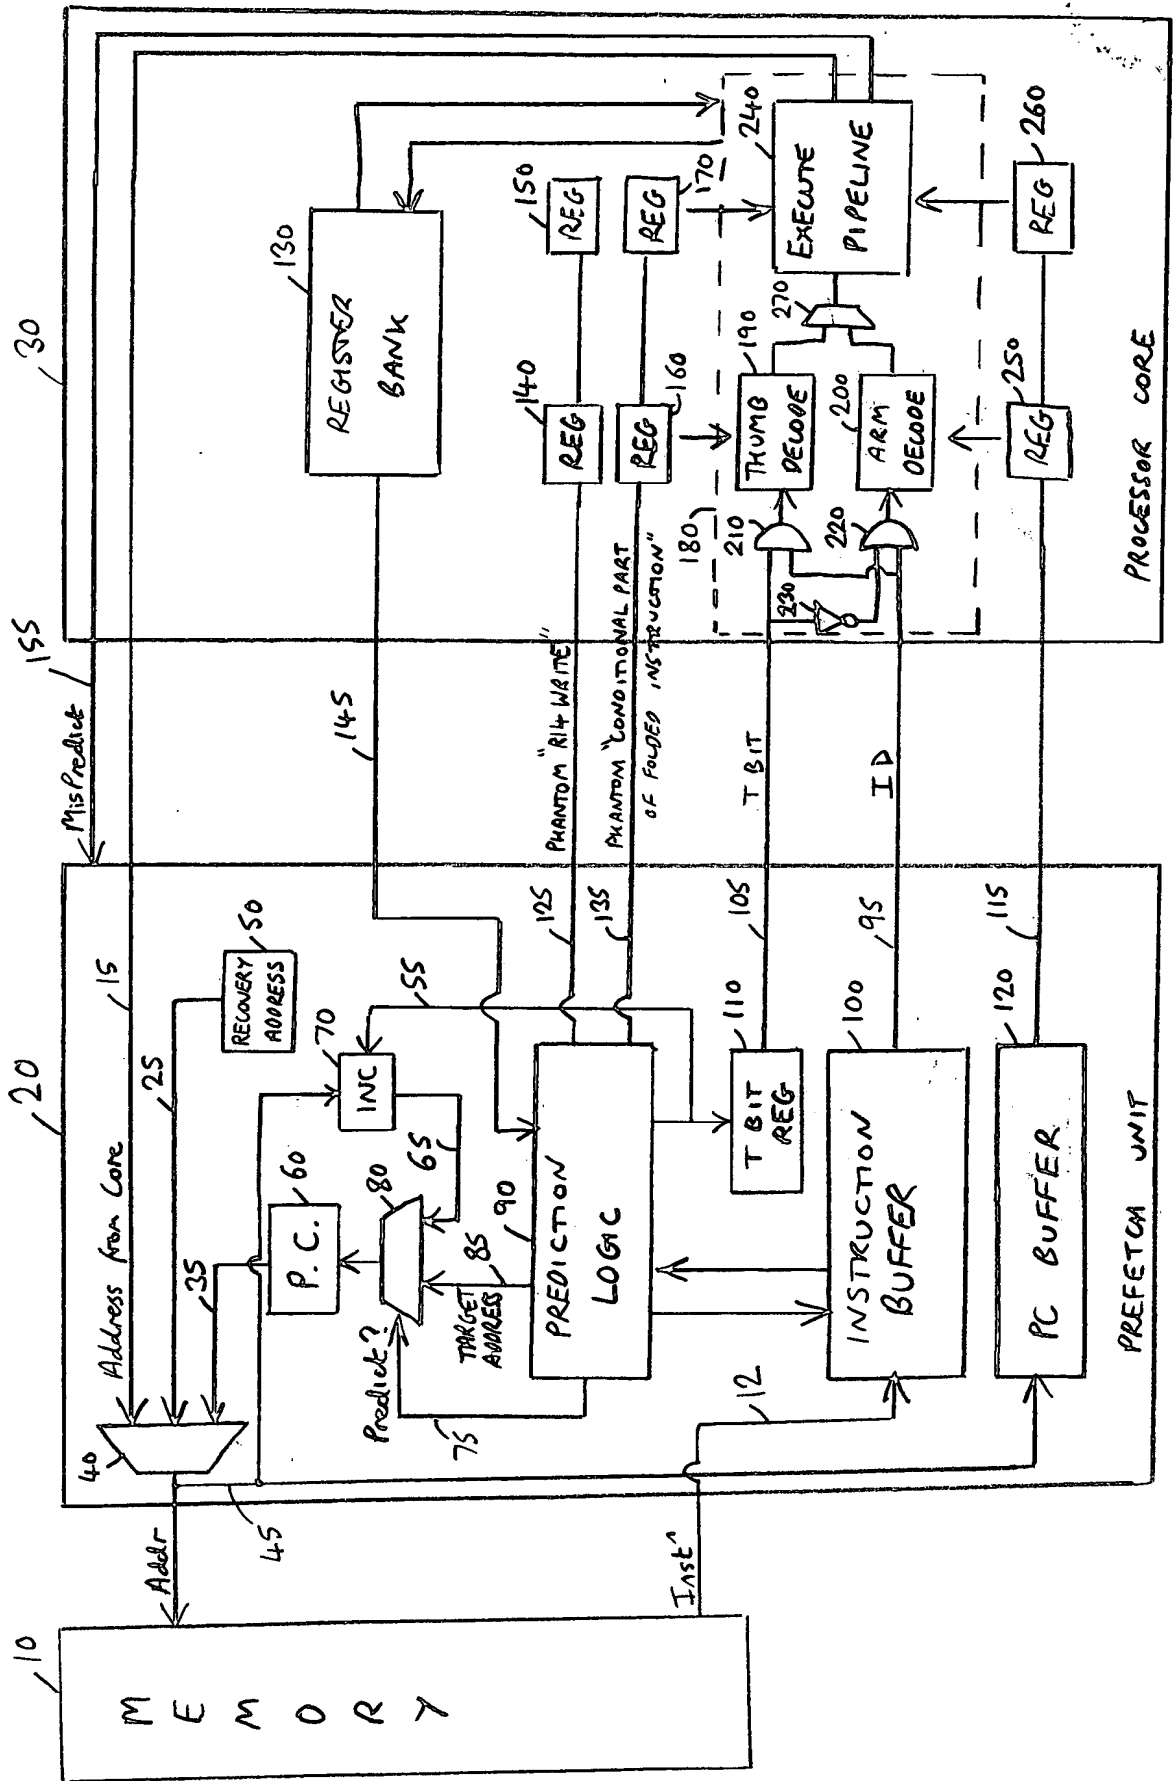 10
MEMORY
Addr
45
Instⁿ
12
20
PREFETCH UNIT
40
Address from Core
15
25
35
RECOVERY
ADDRESS
50
P.C.
60
INC
70
55
65
80
Predict?
75
TARGET
ADDRESS
85
PREDICTION
LOGIC
90
T BIT
REG
110
INSTRUCTION
BUFFER
100
PC BUFFER
120
MisPredict
155
145
125
PHANTOM "R14 WRITE"
135
PHANTOM "CONDITIONAL PART
OF FOLDED INSTRUCTION"
105
T BIT
95
ID
115
30
PROCESSOR CORE
REGISTER
BANK
130
REG
140
REG
150
REG
160
REG
170
180
210
220
230
THUMB
DECODE
190
ARM
DECODE
200
270
EXECUTE
PIPELINE
240
REG
250
REG
260